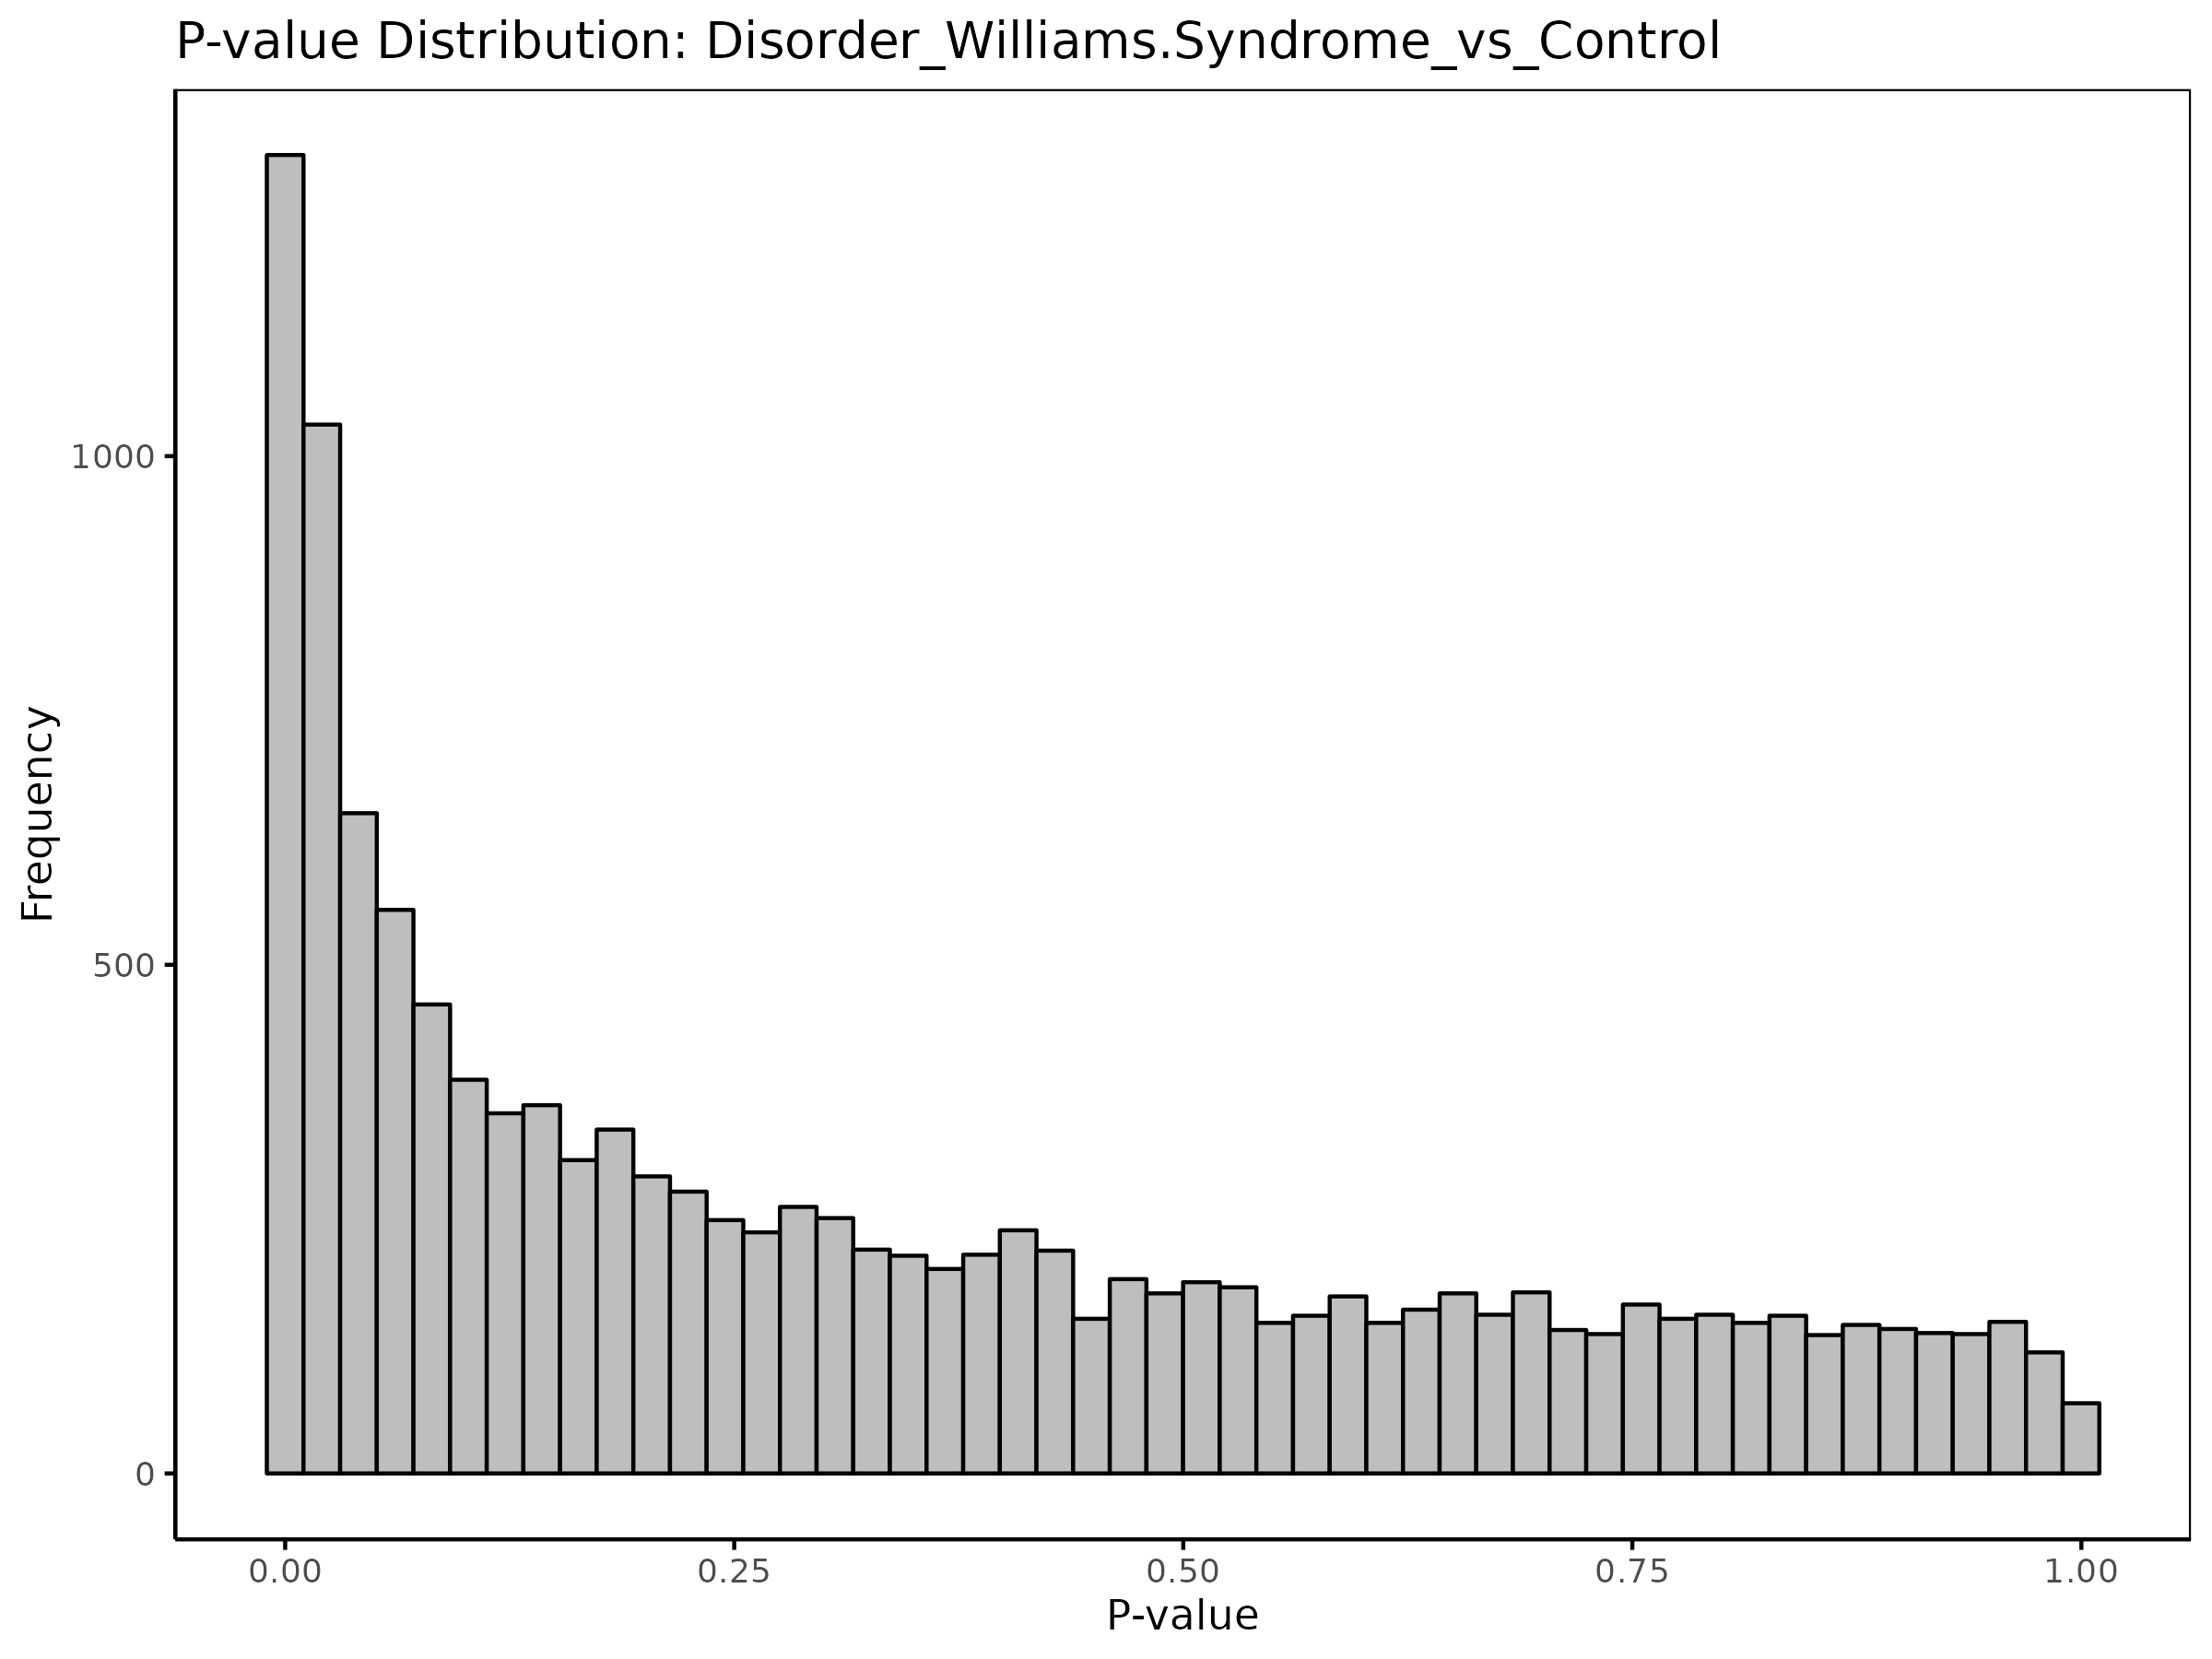 P-value Distribution: Disorder_Williams.Syndrome_vs_Control
Frequency
1000
500
0
0.00 0.25 0.50 0.75 1.00
P-value